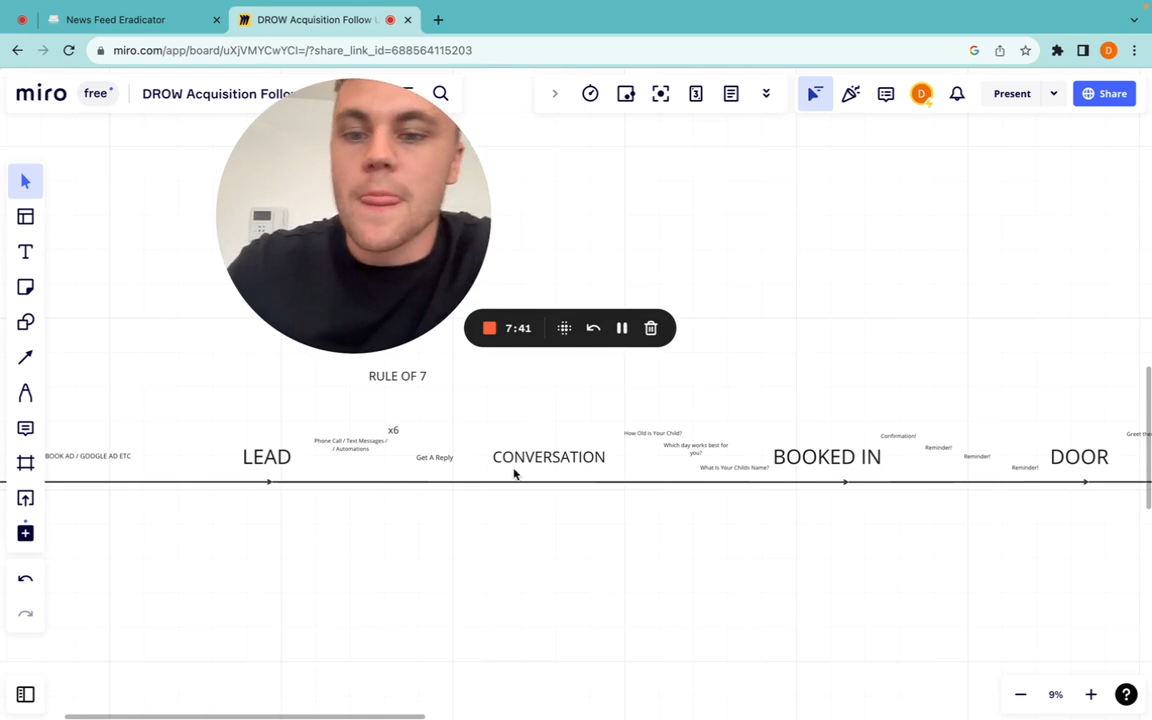 News Feed Eradicator
DROW Acquisition Follow U
miro.com/app/board/uXjVMYCwYCI=/?share_link_id=688564115203
D
miro
free
DROW Acquisition Follo
3
D
Present
Share
7:41
RULE OF 7
BOOK AD / GOOGLE AD ETC
LEAD
Phone Call / Text Messages /
/ Automations
x6
Get A Reply
CONVERSATION
How Old is Your Child?
Which day works best for
you?
What Is Your Childs Name?
BOOKED IN
Confirmation!
Reminder!
Reminder!
Reminder!
DOOR
Greet the
9%